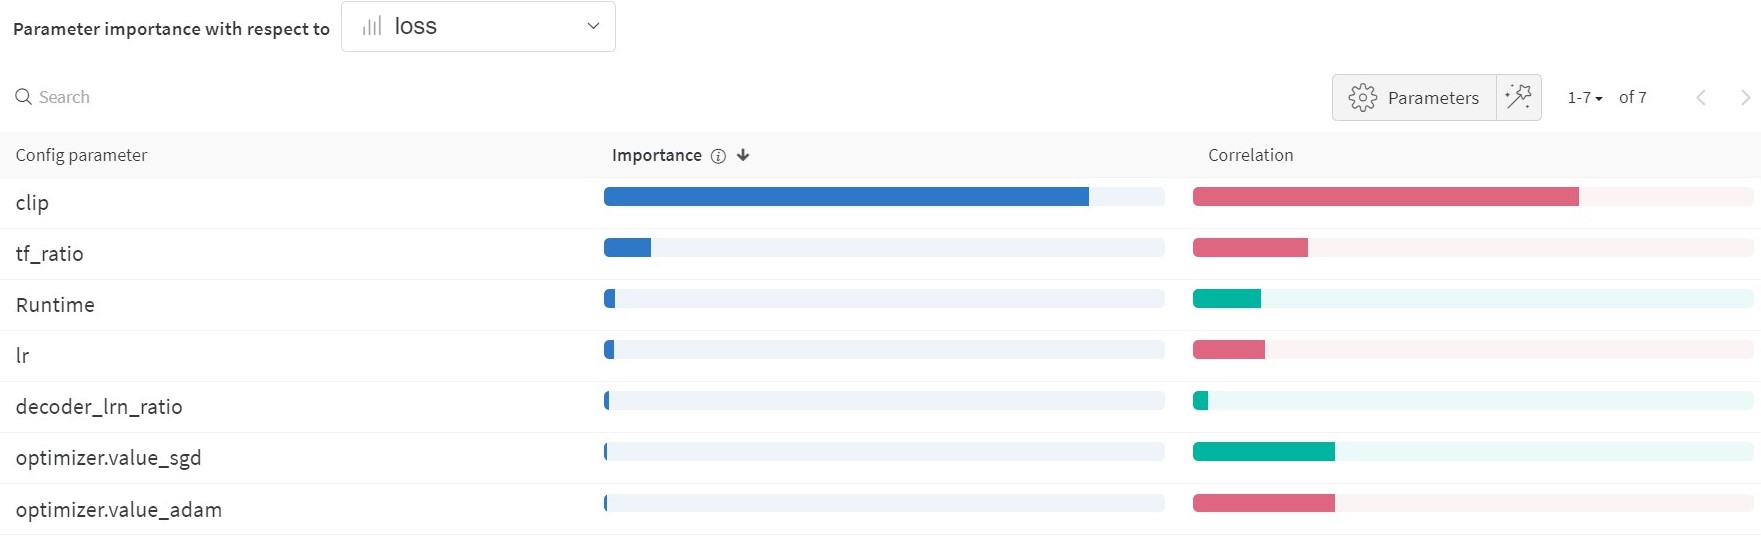 Parameter importance with respect to loss
Search Parameters 1-7 of 7
Config parameter Importance Correlation
clip
tf_ratio
Runtime
lr
decoder_lrn_ratio
optimizer.value_sgd
optimizer.value_adam